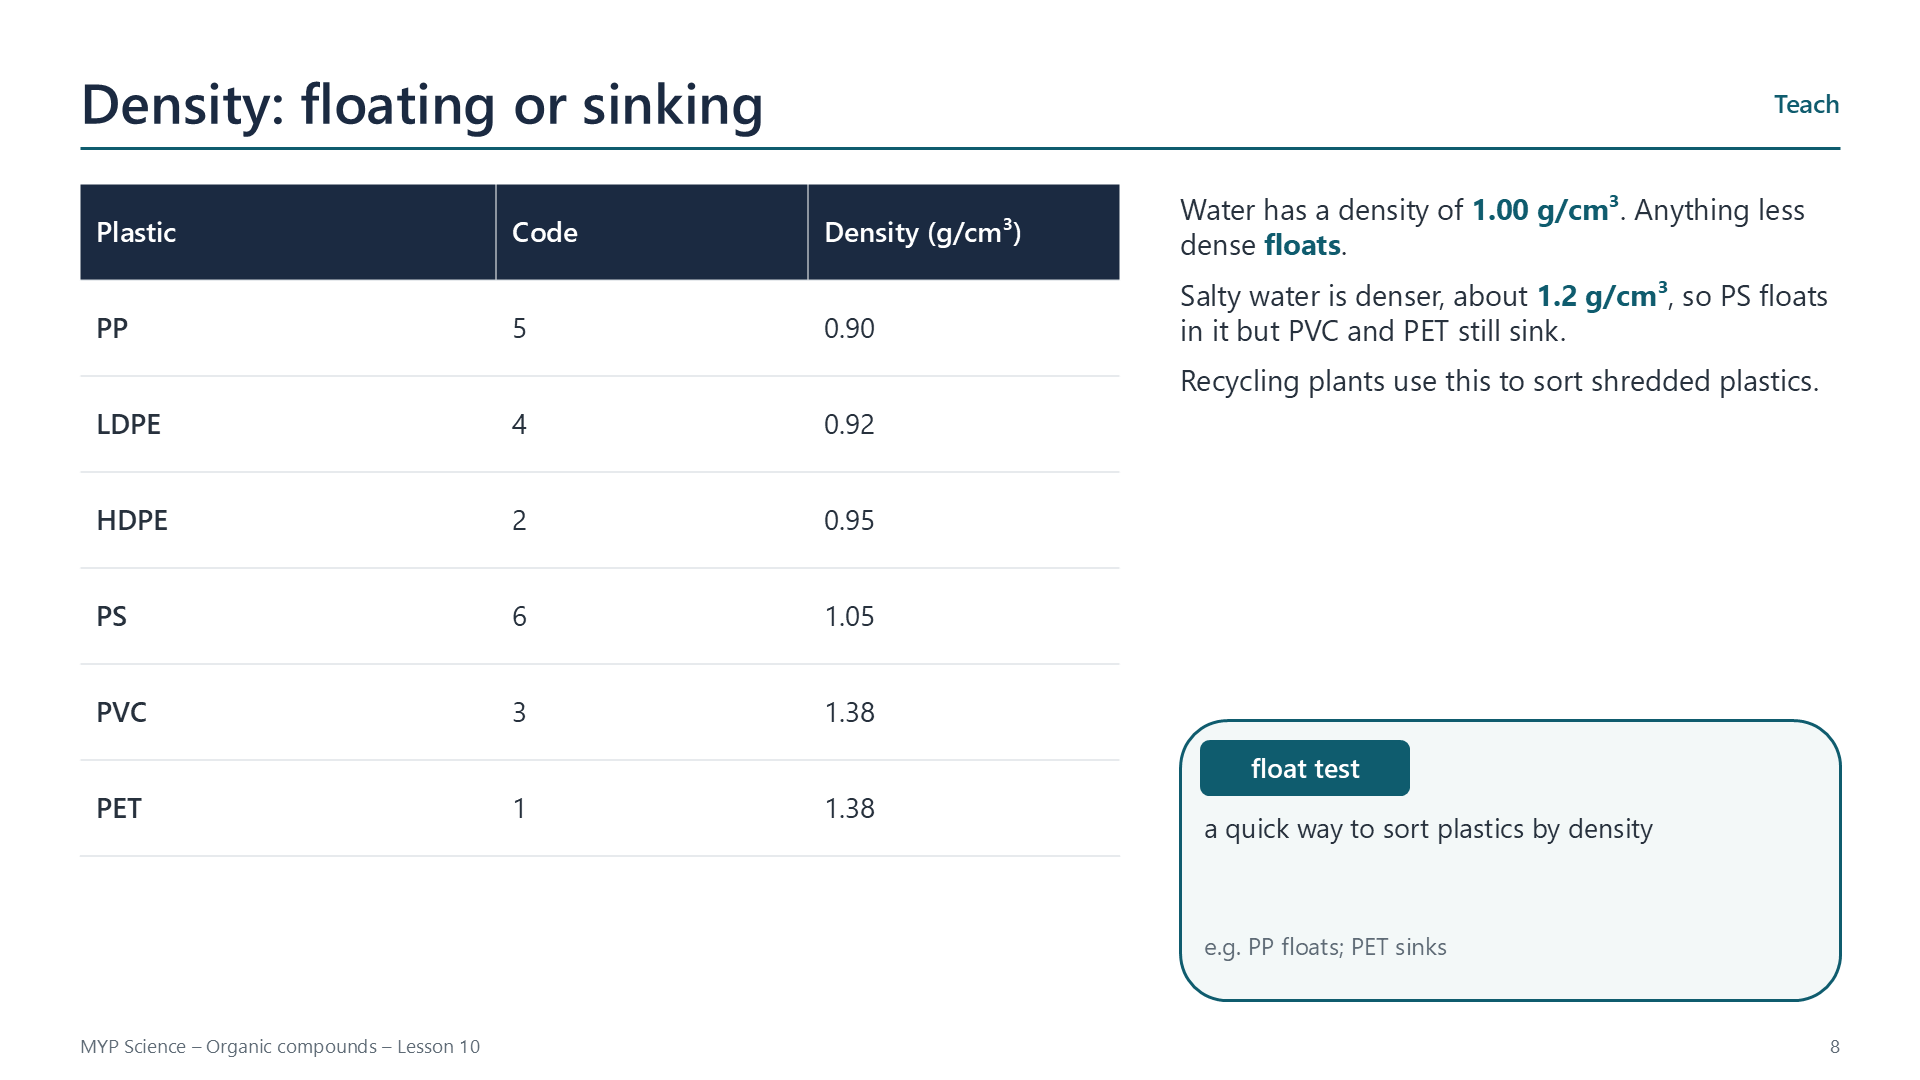 Density: floating or sinking
Teach
Plastic Code Density (g/cm³)
PP 5 0.90
LDPE 4 0.92
HDPE 2 0.95
PS 6 1.05
PVC 3 1.38
PET 1 1.38
Water has a density of 1.00 g/cm³. Anything less
dense floats.
Salty water is denser, about 1.2 g/cm³, so PS floats
in it but PVC and PET still sink.
Recycling plants use this to sort shredded plastics.
float test
a quick way to sort plastics by density
e.g. PP floats; PET sinks
MYP Science – Organic compounds – Lesson 10
8